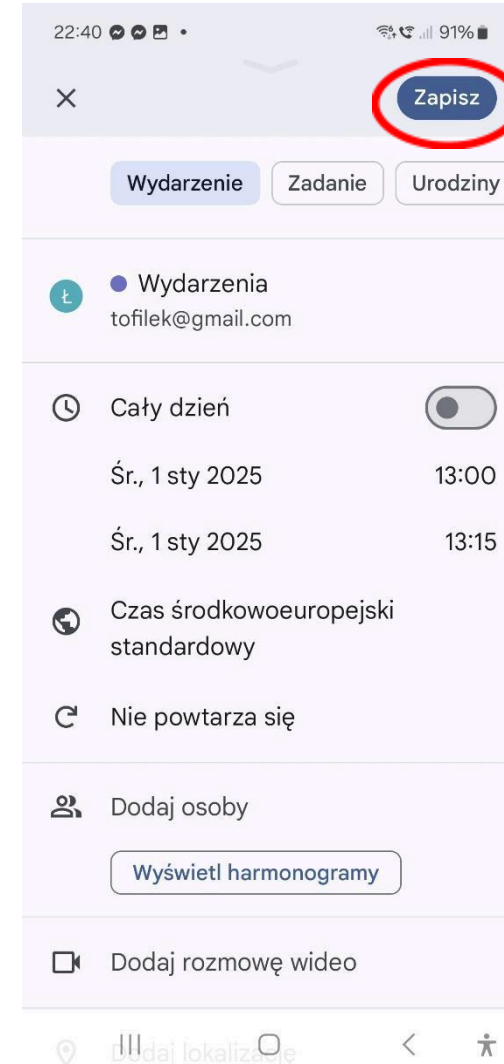 22:40 91%
Zapisz
Wydarzenie Zadanie Urodziny
Ł
Wydarzenia
tofilek@gmail.com
Cały dzień
Śr., 1 sty 2025 13:00
Śr., 1 sty 2025 13:15
Czas środkowoeuropejski
standardowy
Nie powtarza się
Dodaj osoby
Wyświetl harmonogramy
Dodaj rozmowę wideo
Dodaj lokalizację